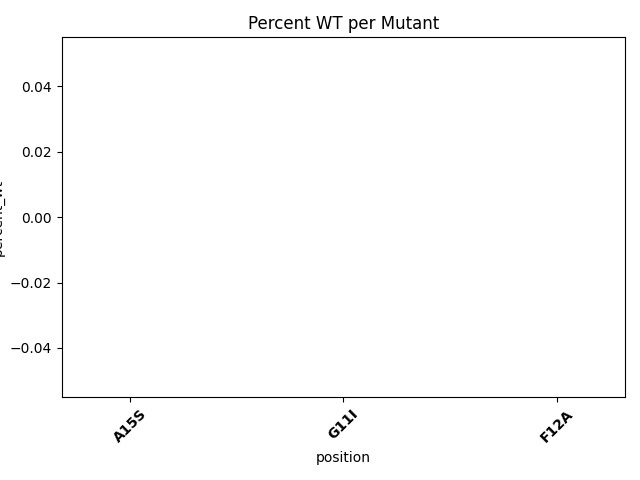 Percent WT per Mutant
0.04
0.02
0.00
−0.02
−0.04
percent_wt
A15S
G11I
F12A
position